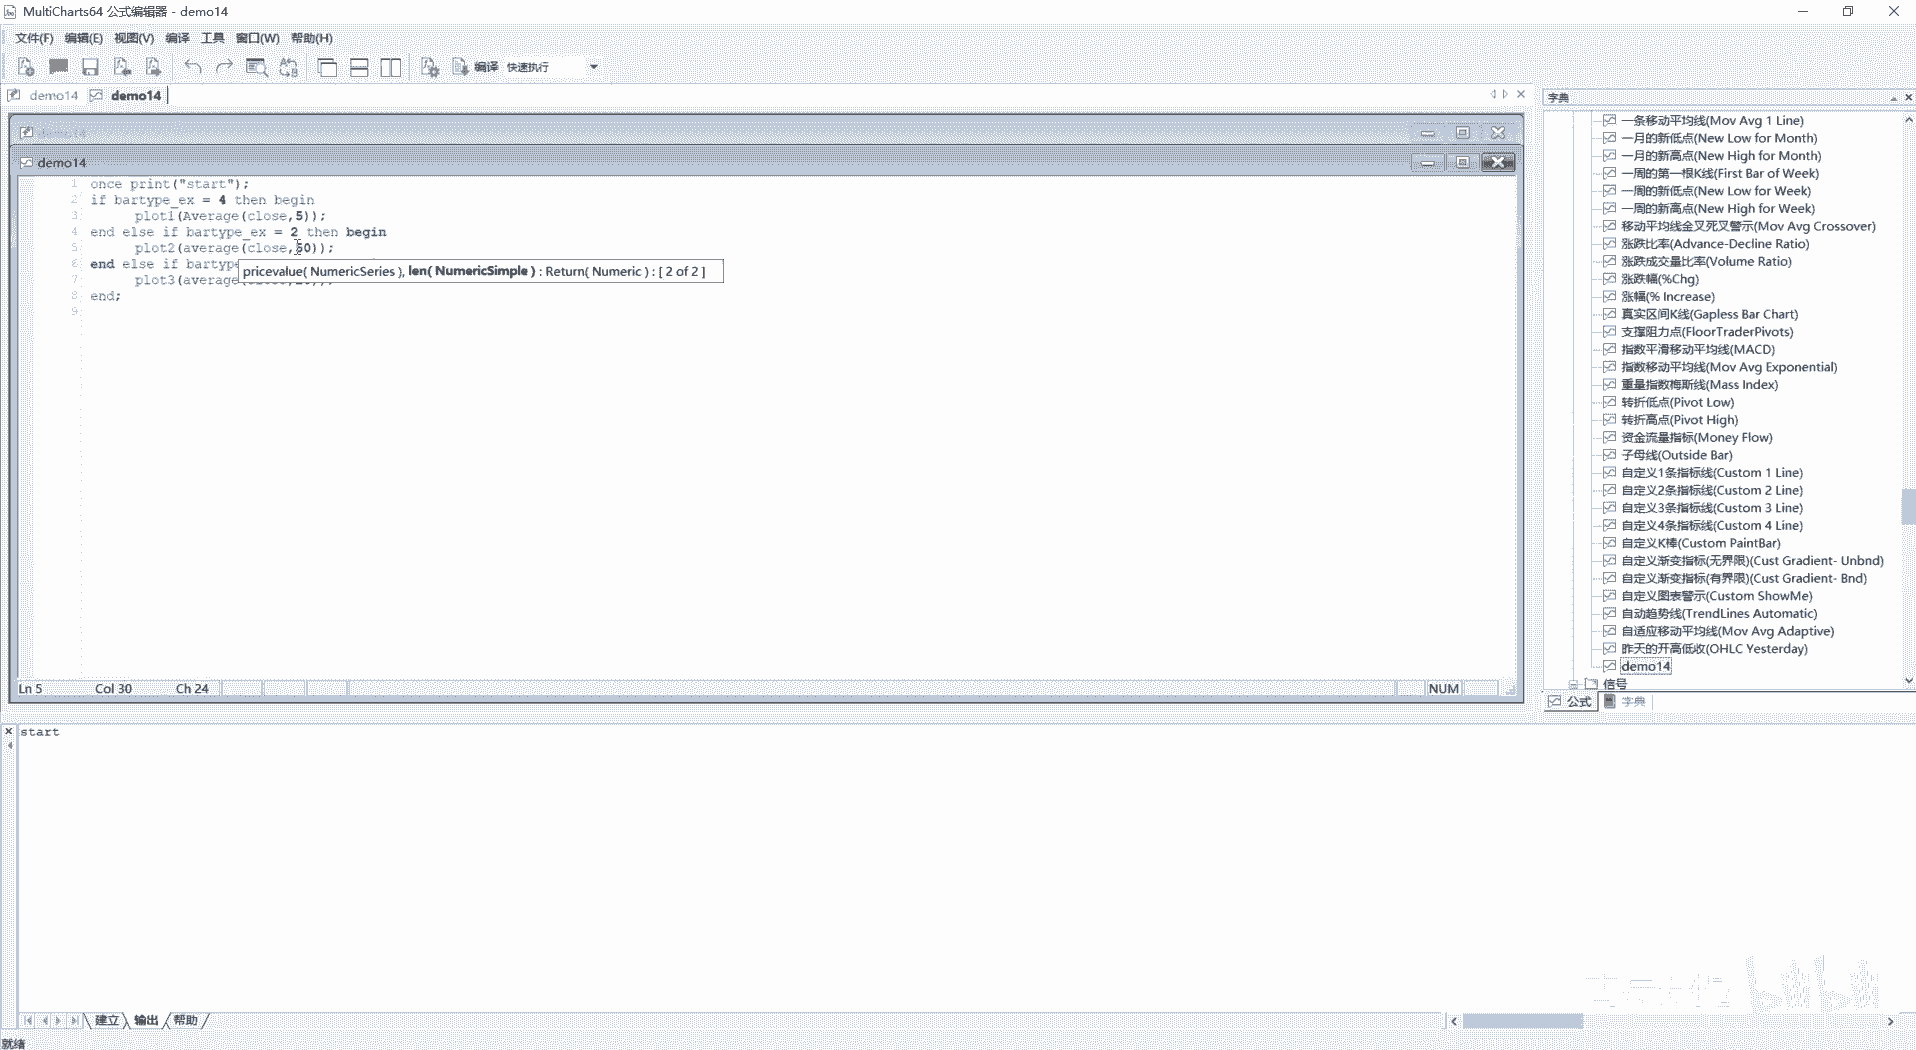 MultiCharts64 公式编辑器 - demo14
文件(F) 编辑(E) 视图(V) 编译 工具 窗口(W) 帮助(H)
编译 快速执行
demo14 demo14
字典
demo14
1 once print("start");
2 if bartype_ex = 4 then begin
3 plot1(Average(close,5));
4 end else if bartype_ex = 2 then begin
5 plot2(average(close,60));
6 end else if bartype
pricevalue( NumericSeries ), len( NumericSimple ) : Return( Numeric ) : [ 2 of 2 ]
7 plot3(average(close,
8 end;
9
Ln 5 Col 30 Ch 24 NUM
一条移动平均线(Mov Avg 1 Line)
一月的新低点(New Low for Month)
一月的新高点(New High for Month)
一周的第一根K线(First Bar of Week)
一周的新低点(New Low for Week)
一周的新高点(New High for Week)
移动平均线金叉死叉警示(Mov Avg Crossover)
涨跌比率(Advance-Decline Ratio)
涨跌成交量比率(Volume Ratio)
涨跌幅(%Chg)
涨幅(% Increase)
真实区间K线(Gapless Bar Chart)
支撑阻力点(FloorTraderPivots)
指数平滑移动平均线(MACD)
指数移动平均线(Mov Avg Exponential)
重量指数梅斯线(Mass Index)
转折低点(Pivot Low)
转折高点(Pivot High)
资金流量指标(Money Flow)
子母线(Outside Bar)
自定义1条指标线(Custom 1 Line)
自定义2条指标线(Custom 2 Line)
自定义3条指标线(Custom 3 Line)
自定义4条指标线(Custom 4 Line)
自定义K棒(Custom PaintBar)
自定义渐变指标(无界限)(Cust Gradient- Unbnd)
自定义渐变指标(有界限)(Cust Gradient- Bnd)
自定义图表警示(Custom ShowMe)
自动趋势线(TrendLines Automatic)
自适应移动平均线(Mov Avg Adaptive)
昨天的开高低收(OHLC Yesterday)
demo14
信号
公式 字典
start
bilibili
建立 输出 帮助
就绪